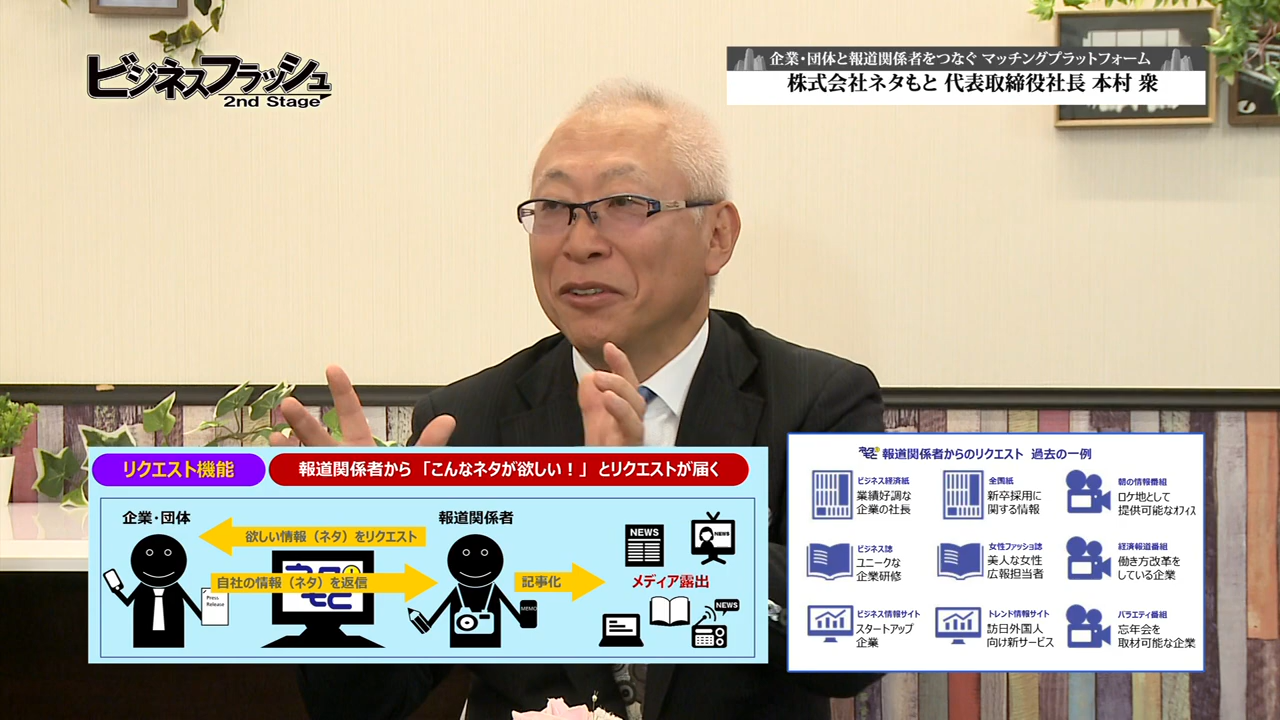 ビジネスフラッシュ
2nd Stage
企業・団体と報道関係者をつなぐ マッチングプラットフォーム
株式会社ネタもと 代表取締役社長 本村 衆
リクエスト機能
報道関係者から 「こんなネタが欲しい！」 とリクエストが届く
企業・団体
報道関係者
欲しい情報（ネタ）をリクエスト
自社の情報（ネタ）を返信
記事化
メディア露出
Press
Release
ネタ
もと
MEMO
NEWS
NEWS
NEWS
ネタもと 報道関係者からのリクエスト 過去の一例
ビジネス経済紙
業績好調な
企業の社長
全国紙
新卒採用に
関する情報
朝の情報番組
ロケ地として
提供可能なオフィス
ビジネス誌
ユニークな
企業研修
女性ファッショ誌
美人な女性
広報担当者
経済報道番組
働き方改革を
している企業
ビジネス情報サイト
スタートアップ
企業
トレンド情報サイト
訪日外国人
向け新サービス
バラエティ番組
忘年会を
取材可能な企業